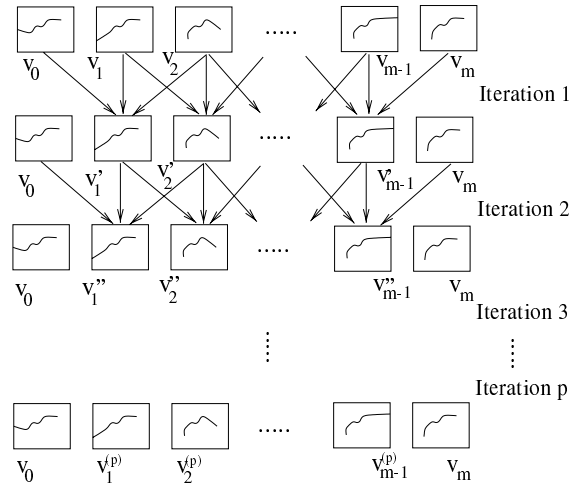 .....
v0 v1 v2 vm-1 vm
Iteration 1
.....
v0 v1' v2' v'm-1 vm
Iteration 2
.....
v0 v1'' v2'' v''m-1 vm
Iteration 3
Iteration p
.....
v0 v1(p) v2(p) vm-1(p) vm